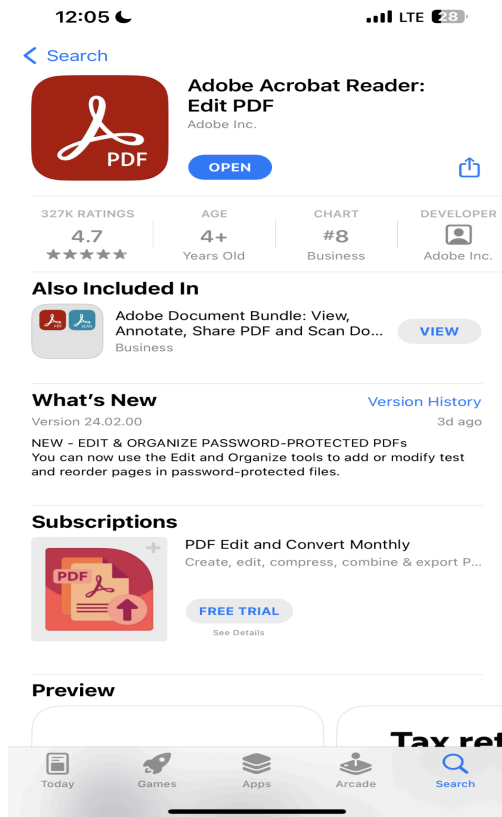 12:05
LTE 28
Search
PDF
Adobe Acrobat Reader:
Edit PDF
Adobe Inc.
OPEN
327K RATINGS
4.7
AGE
4+
Years Old
CHART
#8
Business
DEVELOPER
Adobe Inc.
Also Included In
PDF
SCAN
Adobe Document Bundle: View,
Annotate, Share PDF and Scan Do...
Business
VIEW
What's New
Version History
Version 24.02.00
3d ago
NEW - EDIT & ORGANIZE PASSWORD-PROTECTED PDFs
You can now use the Edit and Organize tools to add or modify test
and reorder pages in password-protected files.
Subscriptions
PDF
PDF Edit and Convert Monthly
Create, edit, compress, combine & export P...
FREE TRIAL
See Details
Preview
Tax ret
Today
Games
Apps
Arcade
Search